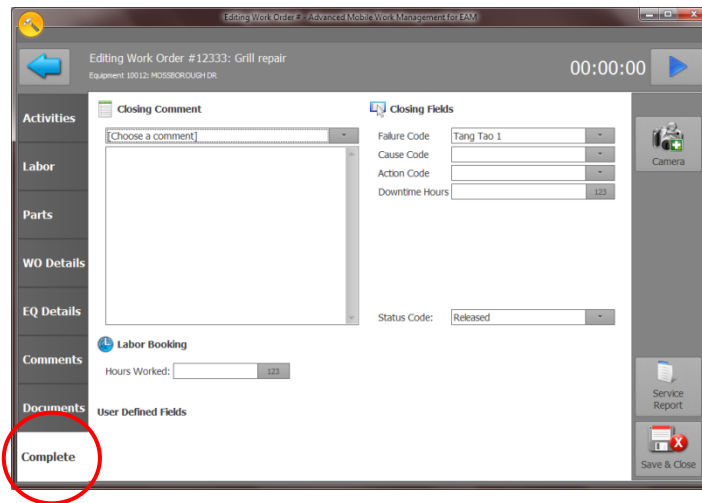 Editing Work Order # - Advanced Mobile Work Management for EAM
Editing Work Order #12333: Grill repair
Equipment 10012: MOSSBOROUGH DR
00:00:00
Activities
Labor
Parts
WO Details
EQ Details
Comments
Documents
Complete
Closing Comment
[Choose a comment]
Labor Booking
Hours Worked: 123
User Defined Fields
Closing Fields
Failure Code Tang Tao 1
Cause Code
Action Code
Downtime Hours 123
Status Code: Released
Camera
Service
Report
Save & Close